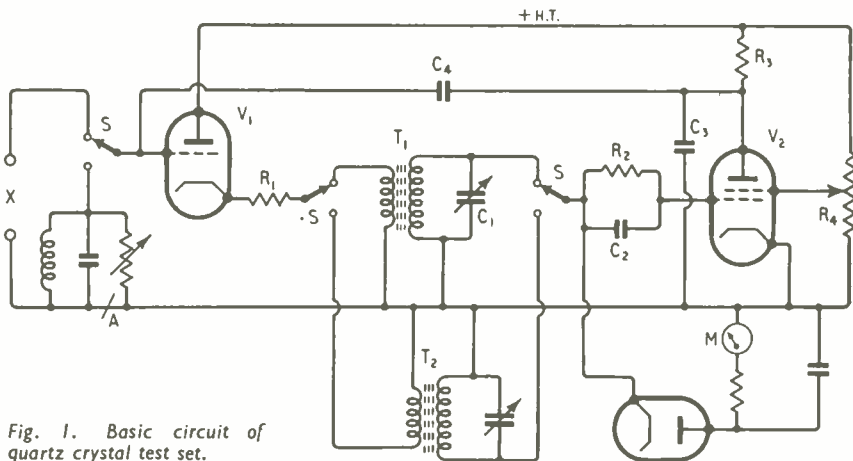 + H.T.
R3
C4
S
V1
C3
V2
T1
R1
S
S
R2
X
C1
R4
C2
A
M
T2
Fig. 1. Basic circuit of
quartz crystal test set.